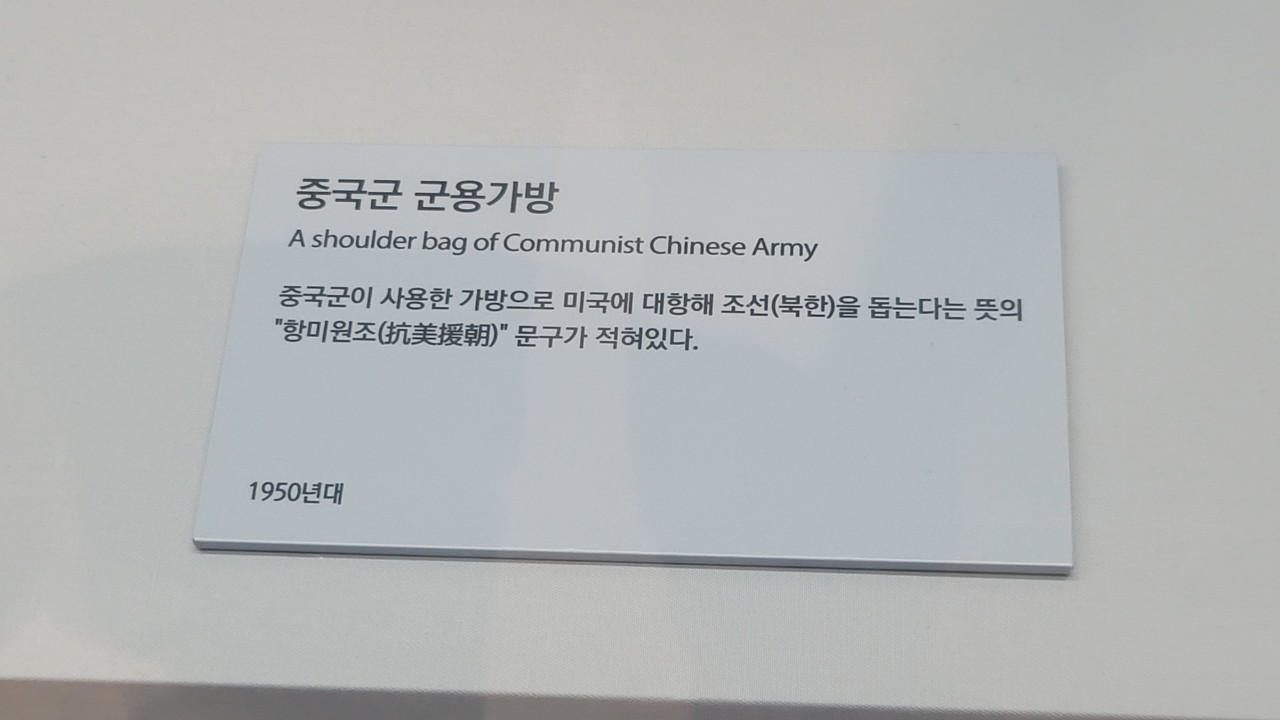 중국군 군용가방
A shoulder bag of Communist Chinese Army
중국군이 사용한 가방으로 미국에 대항해 조선(북한)을 돕는다는 뜻의
"항미원조(抗美援朝)" 문구가 적혀있다.
1950년대